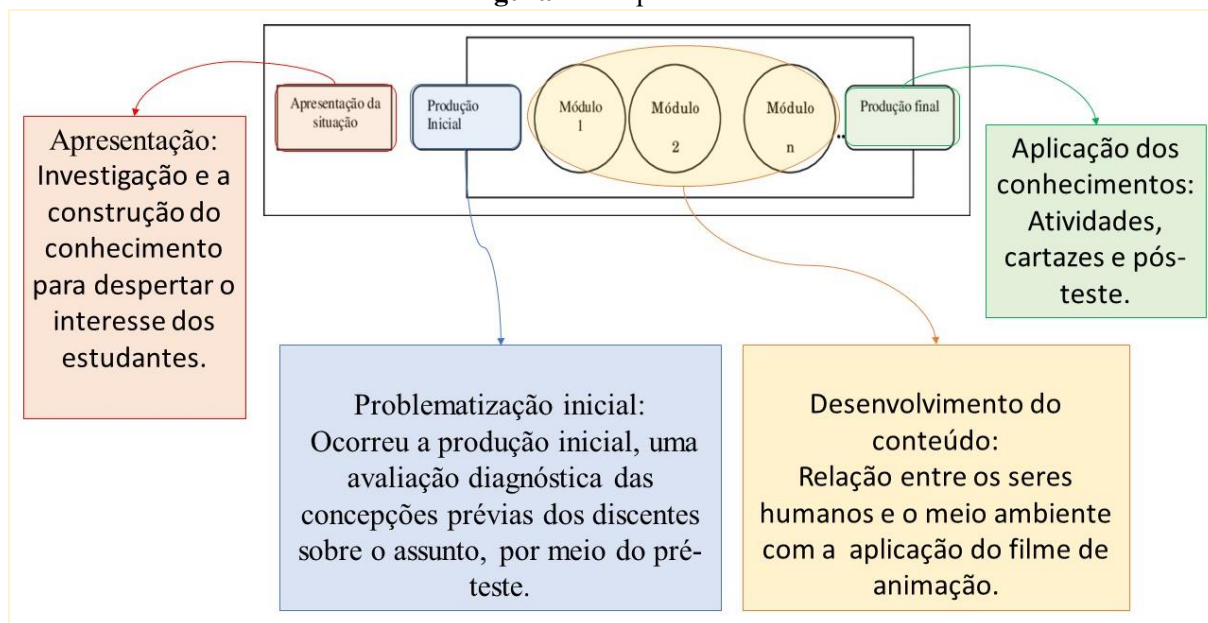 Apresentação da
situação
Produção
Inicial
Módulo
1
Módulo
2
Módulo
n
..
Produção final
Apresentação:
Investigação e a
construção do
conhecimento
para despertar o
interesse dos
estudantes.
Aplicação dos
conhecimentos:
Atividades,
cartazes e pós-
teste.
Problematização inicial:
Ocorreu a produção inicial, uma
avaliação diagnóstica das
concepções prévias dos discentes
sobre o assunto, por meio do pré-
teste.
Desenvolvimento do
conteúdo:
Relação entre os seres
humanos e o meio ambiente
com a aplicação do filme de
animação.